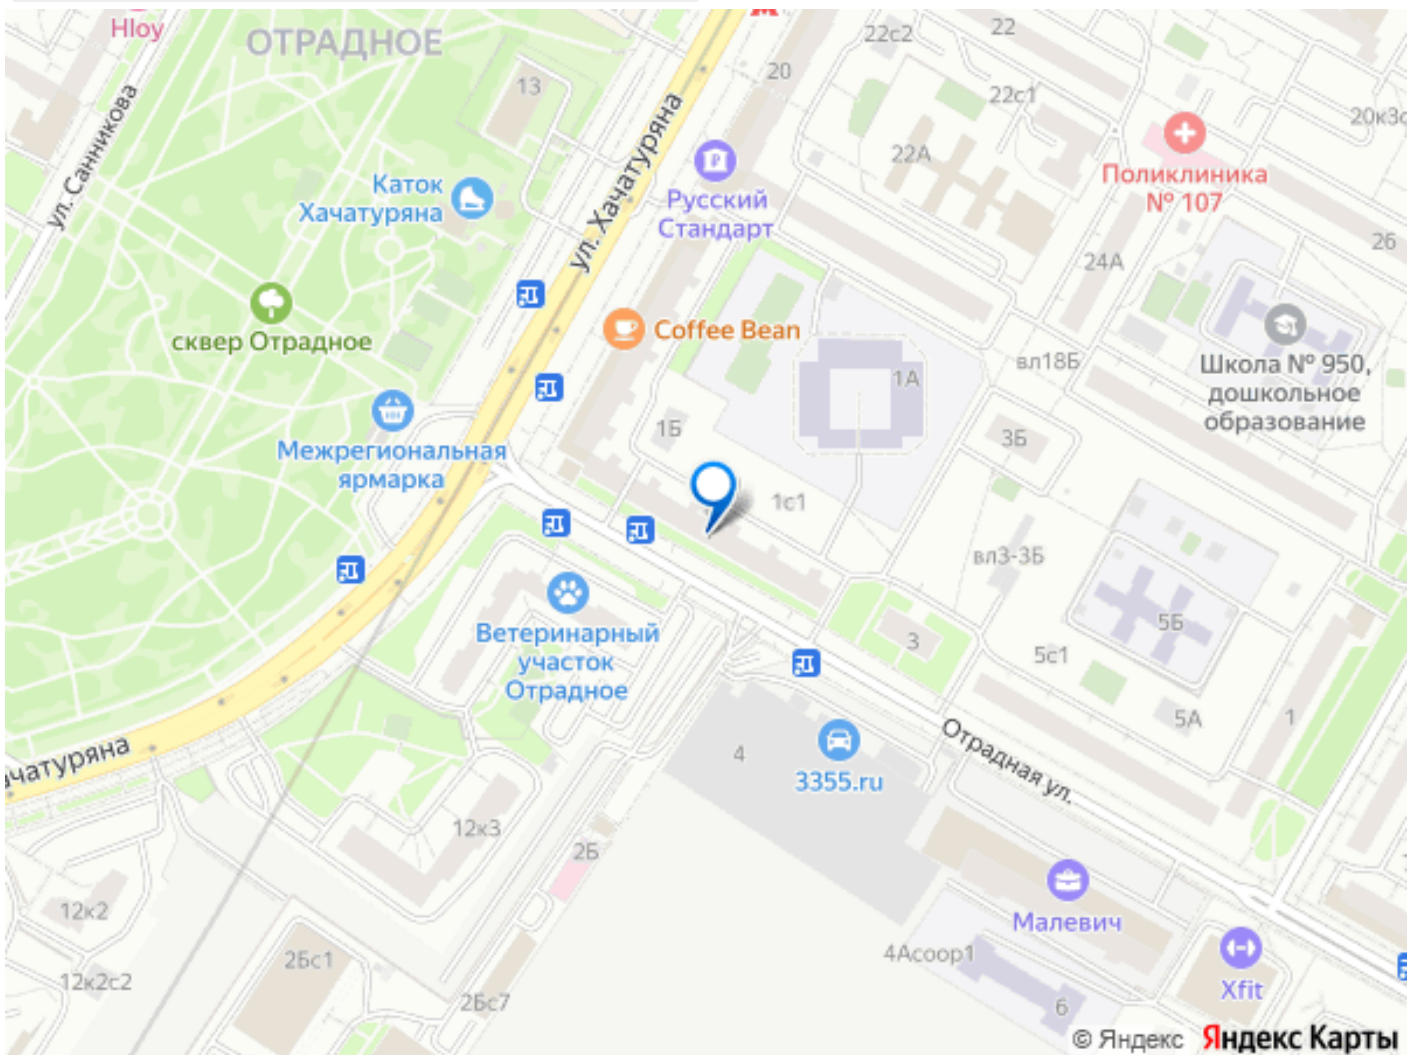 Hloy
ОТРАДНОЕ
22с2
22
20
13
22с1
20к3с
ул. Санникова
ул. Хачатуряна
22А
Поликлиника
№ 107
Каток
Хачатуряна
Русский
Стандарт
26
24А
сквер Отрадное
Coffee Bean
вл18Б
Школа № 950,
дошкольное
образование
1А
1Б
3Б
Межрегиональная
ярмарка
1с1
вл3-3Б
Ветеринарный
участок
Отрадное
5Б
3
5с1
5А
1
ачатуряна
4
3355.ru
Отрадная ул.
12к3
2Б
12к2
Малевич
2Бс1
4Асоор1
12к2с2
Xfit
2Бс7
6
© Яндекс Яндекс Карты